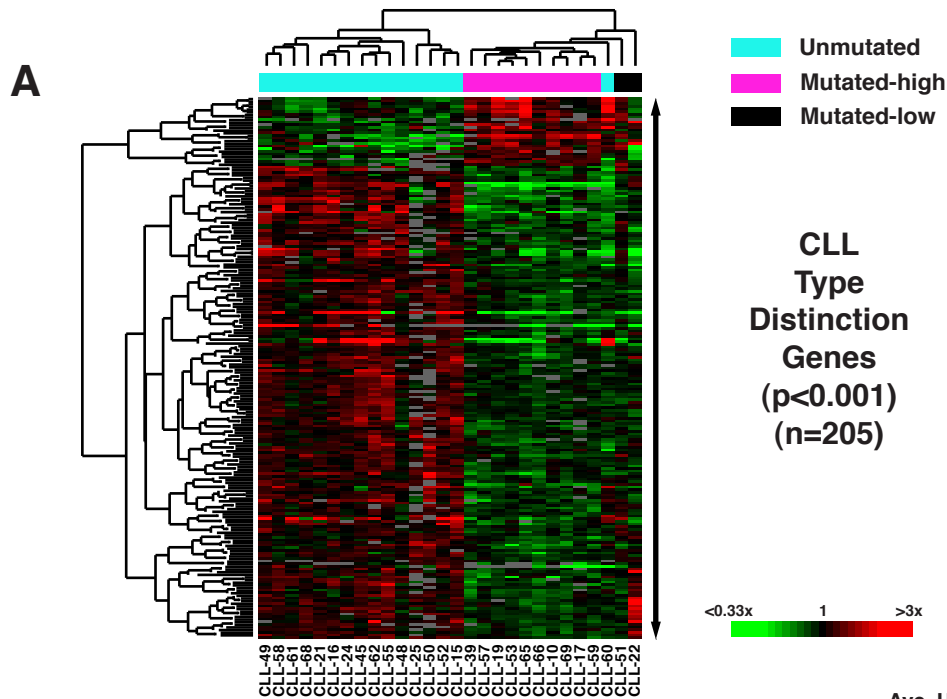 A
Unmutated
Mutated-high
Mutated-low
CLL
Type
Distinction
Genes
(p<0.001)
(n=205)
<0.33x 1 >3x
CLL-49
CLL-58
CLL-61
CLL-68
CLL-21
CLL-16
CLL-24
CLL-45
CLL-62
CLL-55
CLL-48
CLL-25
CLL-50
CLL-52
CLL-15
CLL-39
CLL-57
CLL-19
CLL-53
CLL-65
CLL-66
CLL-10
CLL-69
CLL-17
CLL-59
CLL-60
CLL-51
CLL-22